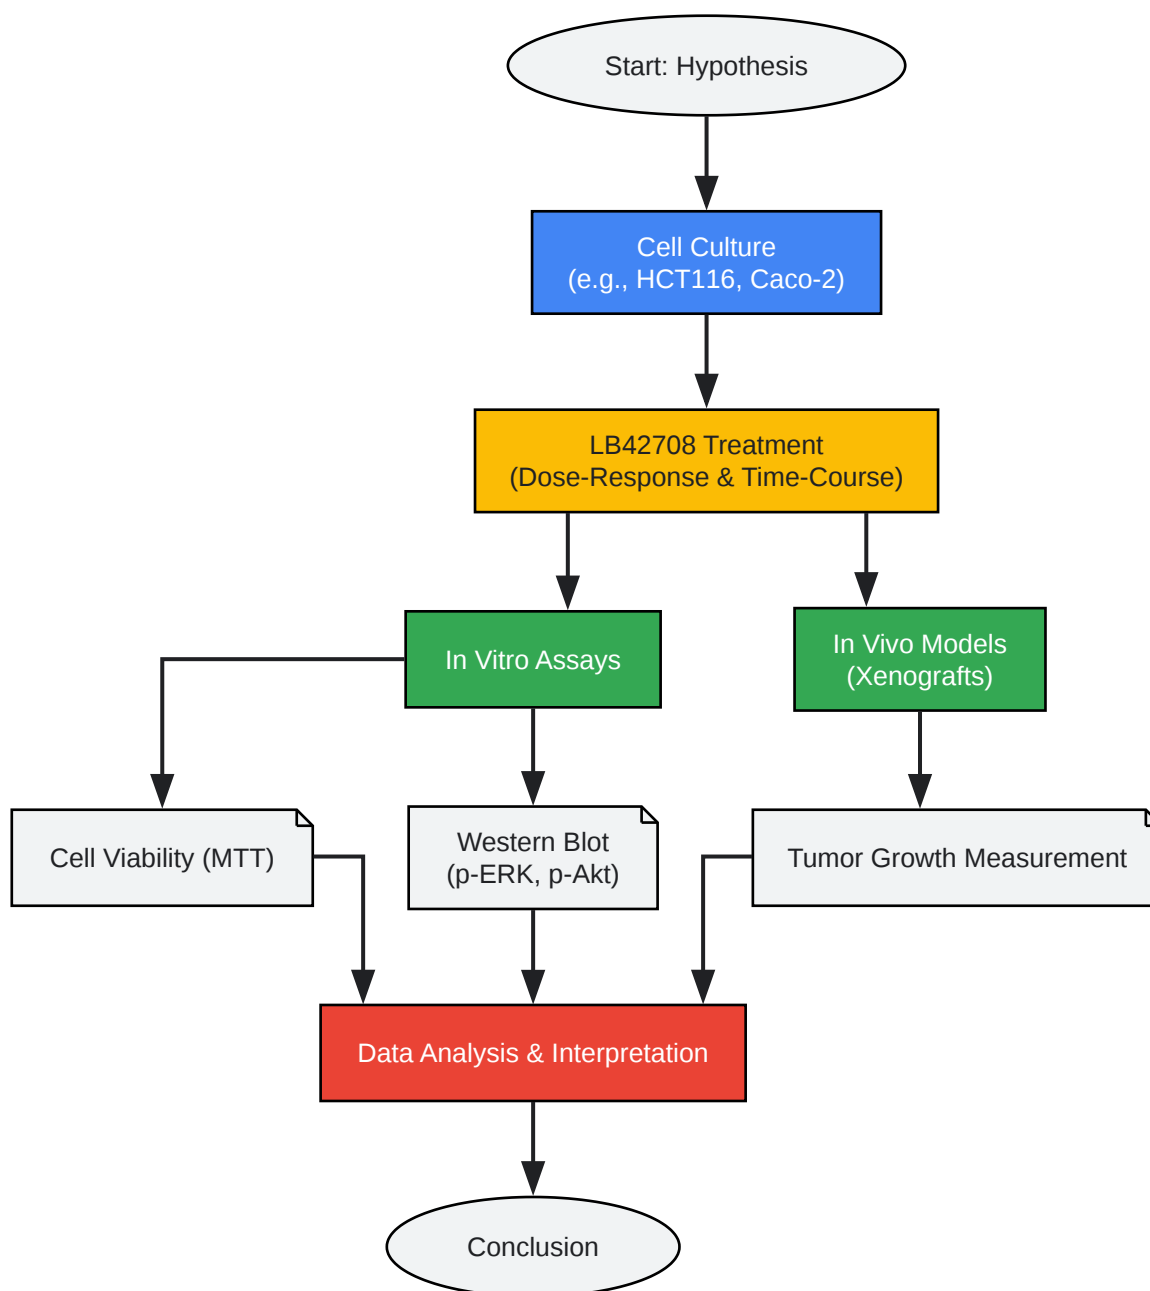 Start: Hypothesis
Cell Culture
(e.g., HCT116, Caco-2)
LB42708 Treatment
(Dose-Response & Time-Course)
In Vitro Assays
In Vivo Models
(Xenografts)
Cell Viability (MTT)
Western Blot
(p-ERK, p-Akt)
Tumor Growth Measurement
Data Analysis & Interpretation
Conclusion